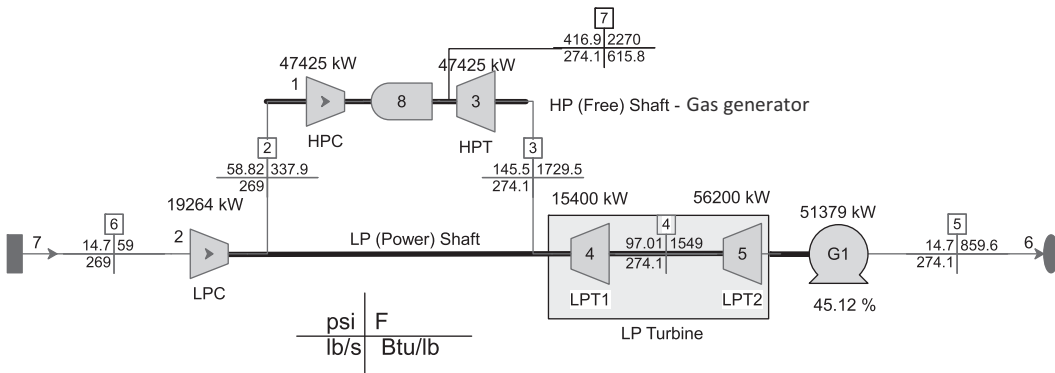 7
416.9 2270
274.1 615.8
47425 kW
47425 kW
1
8
3
HP (Free) Shaft - Gas generator
HPC
HPT
2
58.82 337.9
269
3
145.5 1729.5
274.1
19264 kW
15400 kW
56200 kW
51379 kW
6
14.7 59
269
7
2
LP (Power) Shaft
4
4
97.01 1549
274.1
5
G1
5
14.7 859.6
274.1
6
LPC
LPT1
LPT2
45.12 %
LP Turbine
psi F
lb/s Btu/lb